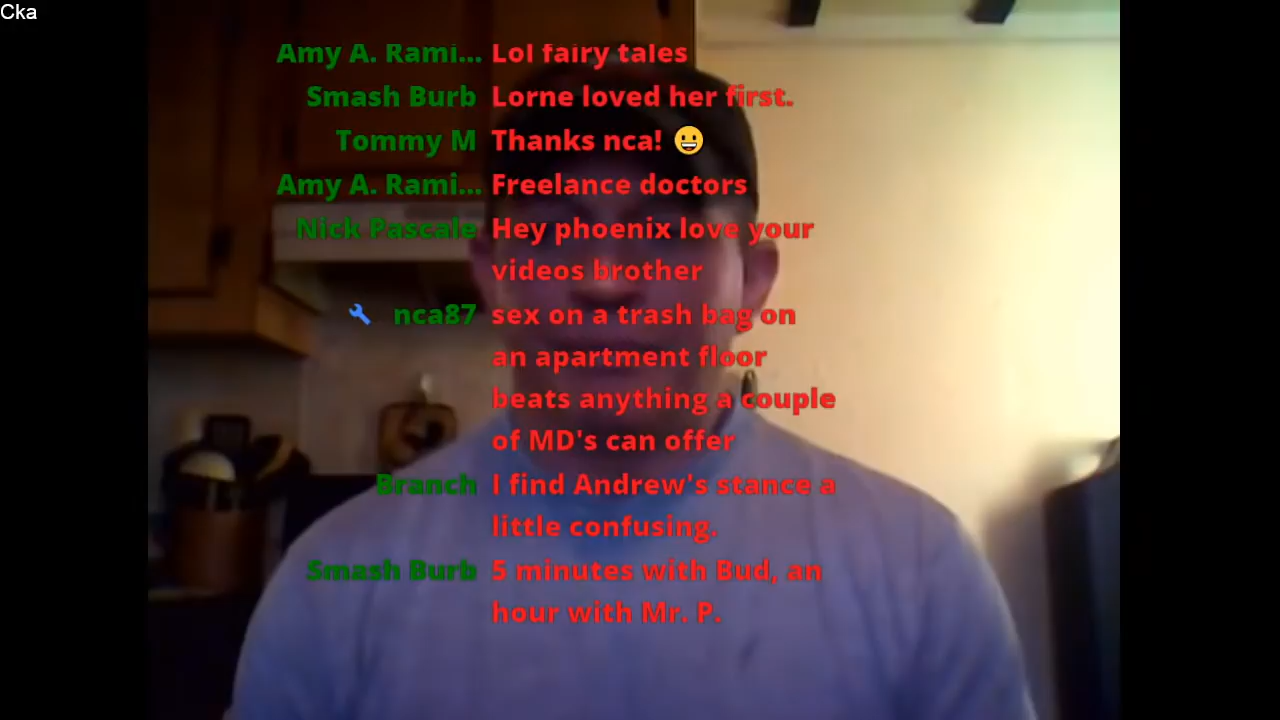 Cka
Amy A. Rami... Lol fairy tales
Smash Burb Lorne loved her first.
Tommy M Thanks nca! 😀
Amy A. Rami... Freelance doctors
Nick Pascale Hey phoenix love your
videos brother
nca87 sex on a trash bag on
an apartment floor
beats anything a couple
of MD's can offer
Branch I find Andrew's stance a
little confusing.
Smash Burb 5 minutes with Bud, an
hour with Mr. P.